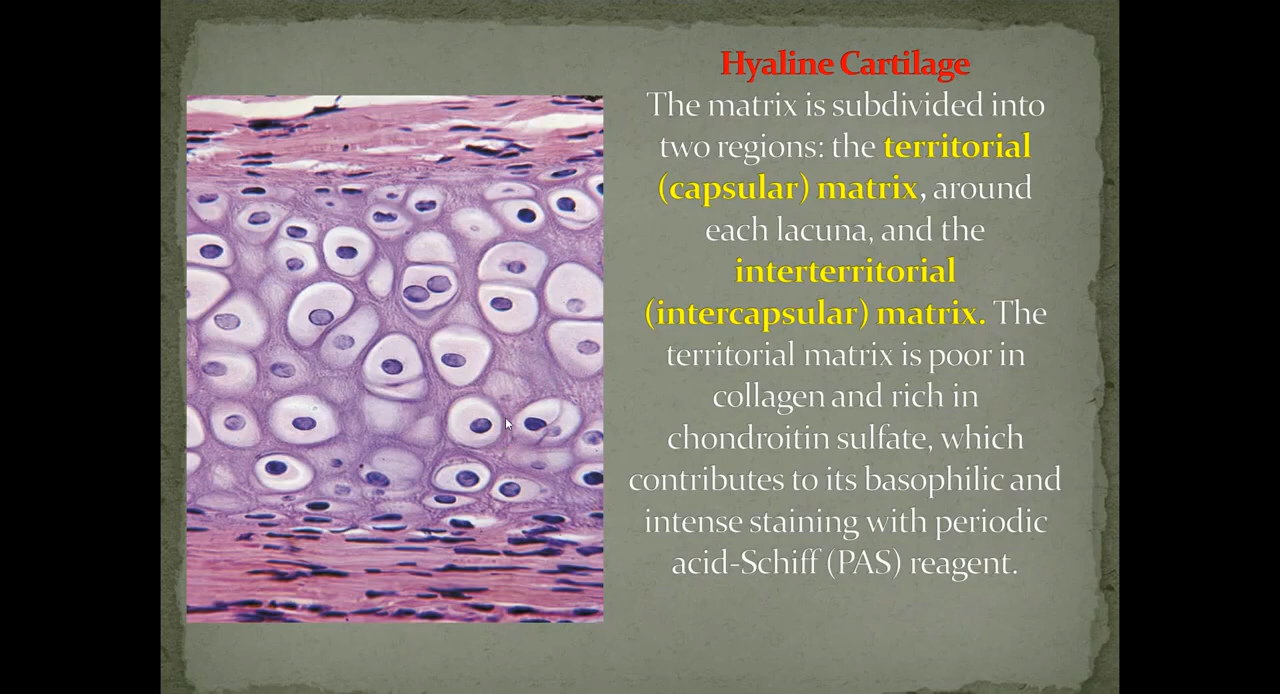 Hyaline Cartilage
The matrix is subdivided into
two regions: the territorial
(capsular) matrix, around
each lacuna, and the
interterritorial
(intercapsular) matrix. The
territorial matrix is poor in
collagen and rich in
chondroitin sulfate, which
contributes to its basophilic and
intense staining with periodic
acid-Schiff (PAS) reagent.